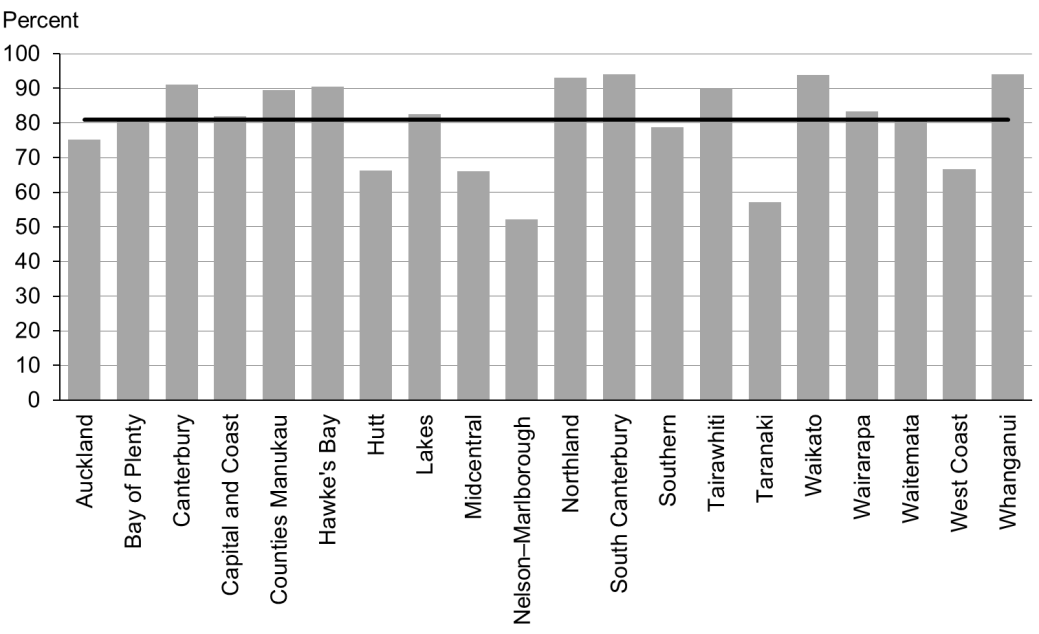 Percent
100
90
80
70
60
50
40
30
20
10
0
Auckland
Bay of Plenty
Canterbury
Capital and Coast
Counties Manukau
Hawke's Bay
Hutt
Lakes
Midcentral
Nelson–Marlborough
Northland
South Canterbury
Southern
Tairawhiti
Taranaki
Waikato
Wairarapa
Waitemata
West Coast
Whanganui